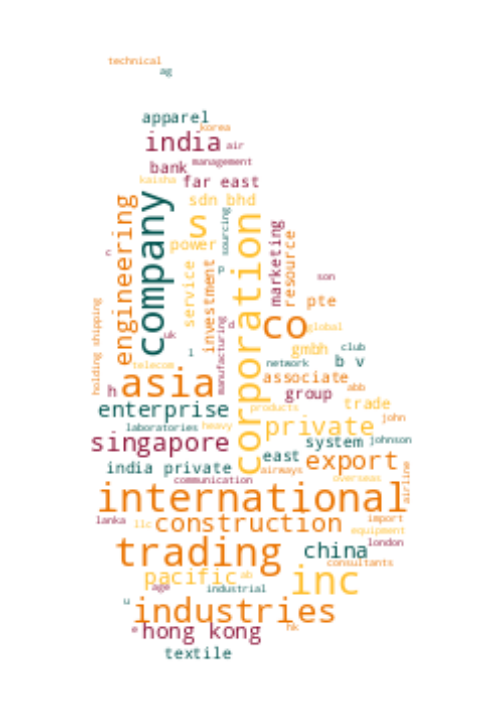 technical
ag
apparel
korea
india
air
bank
management
kaisha
far east
sdn bhd
engineering
company
s
sourcing
corporation
marketing
resource
power
c
service
investment
p
son
pte
holding shipping
co
global
uk
manufacturing
d
l
gmbh
club
telecom
network
b v
h
asia
associate
abb
group
enterprise
products
trade
john
laboratories
heavy
private
singapore
system
johnson
east
export
india private
airways
airline
communication
overseas
international
lanka
llc
construction
import
equipment
trading
china
london
consultants
pacific
ab
inc
age
industrial
u
industries
e
hong kong
hk
textile